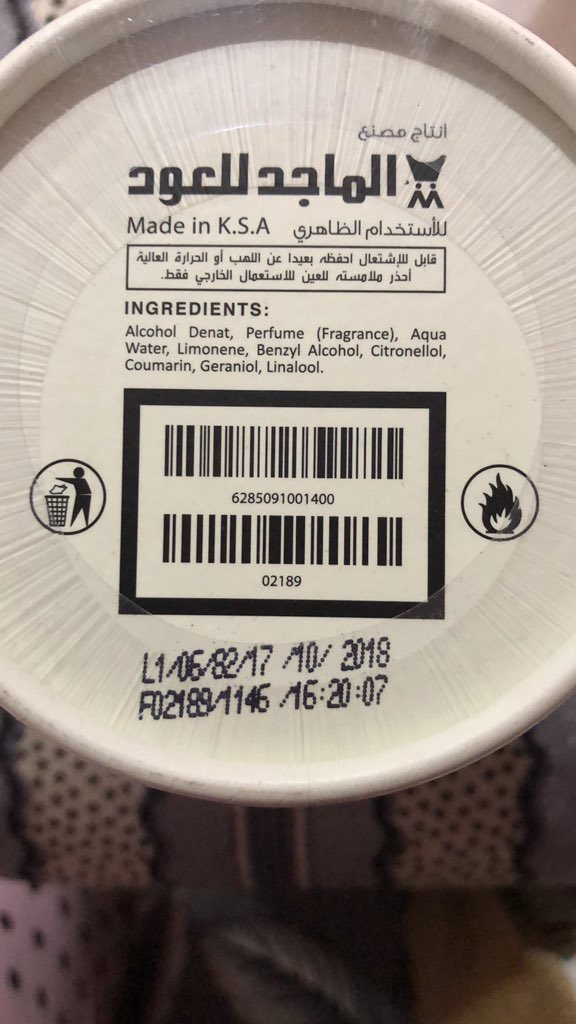 انتاج مصنع
الماجد للعود
Made in K.S.A للأستخدام الظاهري
قابل للإشتعال احفظه بعيدا عن اللهب أو الحرارة العالية
أحذر ملامسته للعين للاستعمال الخارجي فقط.
INGREDIENTS:
Alcohol Denat, Perfume (Fragrance), Aqua
Water, Limonene, Benzyl Alcohol, Citronellol,
Coumarin, Geraniol, Linalool.
6285091001400
02189
L1/06/82/17 /10/ 2018
F02189/1146 /16:20:07